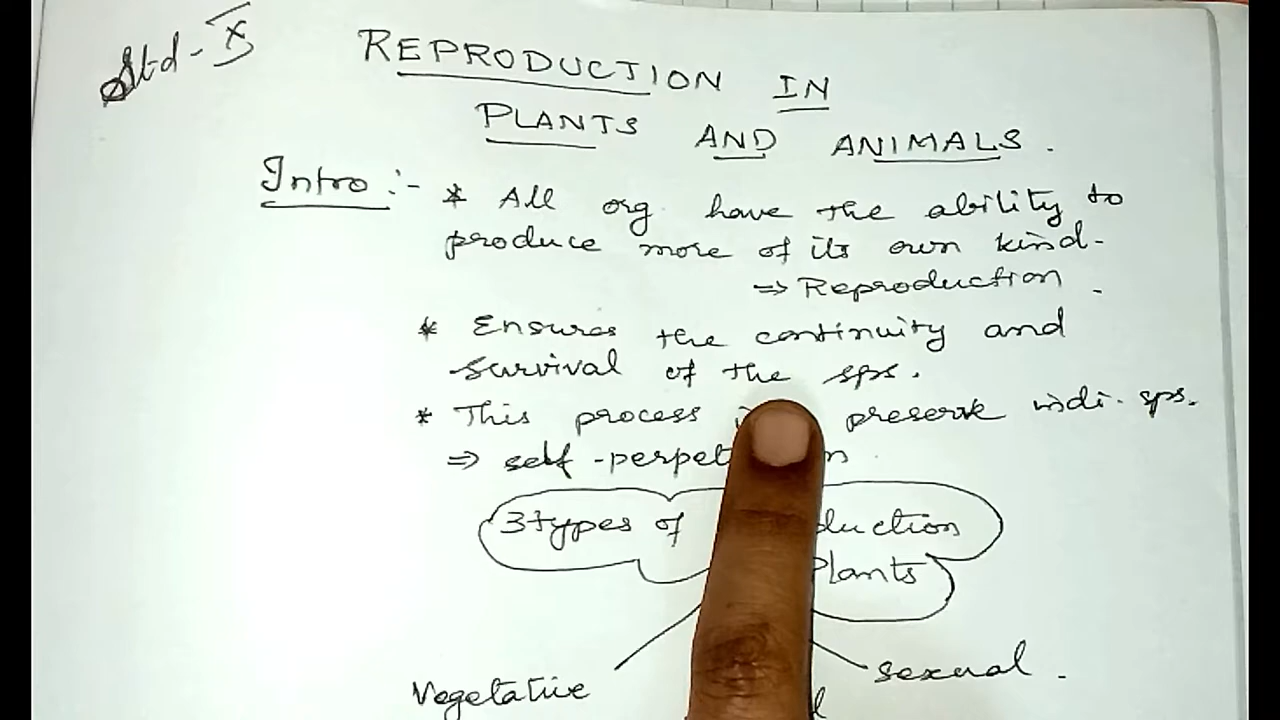 Std - X
REPRODUCTION IN
PLANTS AND ANIMALS.
Intro :- * All org have the ability to
produce more of its own kind-
⇒ Reproduction.
* Ensures the continuity and
survival of the sps.
* This process preserve indi. sps.
⇒ self -perpet n
3 types of duction
Plants
Vegetative sexual.